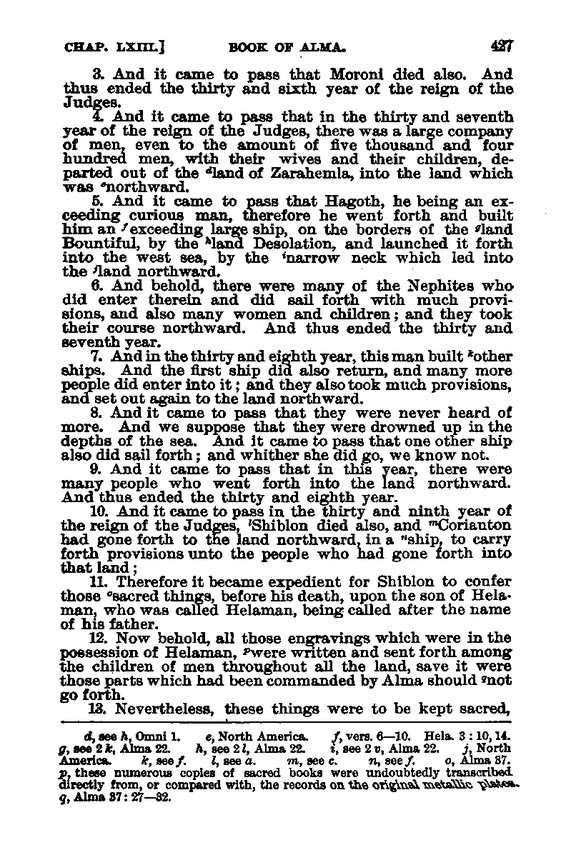 CHAP. LXIII.] BOOK OF ALMA. 427
3. And it came to pass that Moroni died also. And
thus ended the thirty and sixth year of the reign of the
Judges.
4. And it came to pass that in the thirty and seventh
year of the reign of the Judges, there was a large company
of men, even to the amount of five thousand and four
hundred men, with their wives and their children, de-
parted out of the dland of Zarahemla, into the land which
was enorthward.
5. And it came to pass that Hagoth, he being an ex-
ceeding curious man, therefore he went forth and built
him an fexceeding large ship, on the borders of the gland
Bountiful, by the hland Desolation, and launched it forth
into the west sea, by the inarrow neck which led into
the jland northward.
6. And behold, there were many of the Nephites who
did enter therein and did sail forth with much provi-
sions, and also many women and children; and they took
their course northward. And thus ended the thirty and
seventh year.
7. And in the thirty and eighth year, this man built kother
ships. And the first ship did also return, and many more
people did enter into it; and they also took much provisions,
and set out again to the land northward.
8. And it came to pass that they were never heard of
more. And we suppose that they were drowned up in the
depths of the sea. And it came to pass that one other ship
also did sail forth; and whither she did go, we know not.
9. And it came to pass that in this year, there were
many people who went forth into the land northward.
And thus ended the thirty and eighth year.
10. And it came to pass in the thirty and ninth year of
the reign of the Judges, lShiblon died also, and mCorianton
had gone forth to the land northward, in a nship, to carry
forth provisions unto the people who had gone forth into
that land;
11. Therefore it became expedient for Shiblon to confer
those osacred things, before his death, upon the son of Hela-
man, who was called Helaman, being called after the name
of his father.
12. Now behold, all those engravings which were in the
possession of Helaman, pwere written and sent forth among
the children of men throughout all the land, save it were
those parts which had been commanded by Alma should qnot
go forth.
13. Nevertheless, these things were to be kept sacred,
d, see h, Omni 1. e, North America. f, vers. 6—10. Hela. 3:10, 14.
g, see 2 k, Alma 22. h, see 2 l, Alma 22. i, see 2 v, Alma 22. j, North
America. k, see f. l, see a. m, see c. n, see f. o, Alma 37.
p, these numerous copies of sacred books were undoubtedly transcribed
directly from, or compared with, the records on the original metallic plates.
q, Alma 37: 27—32.